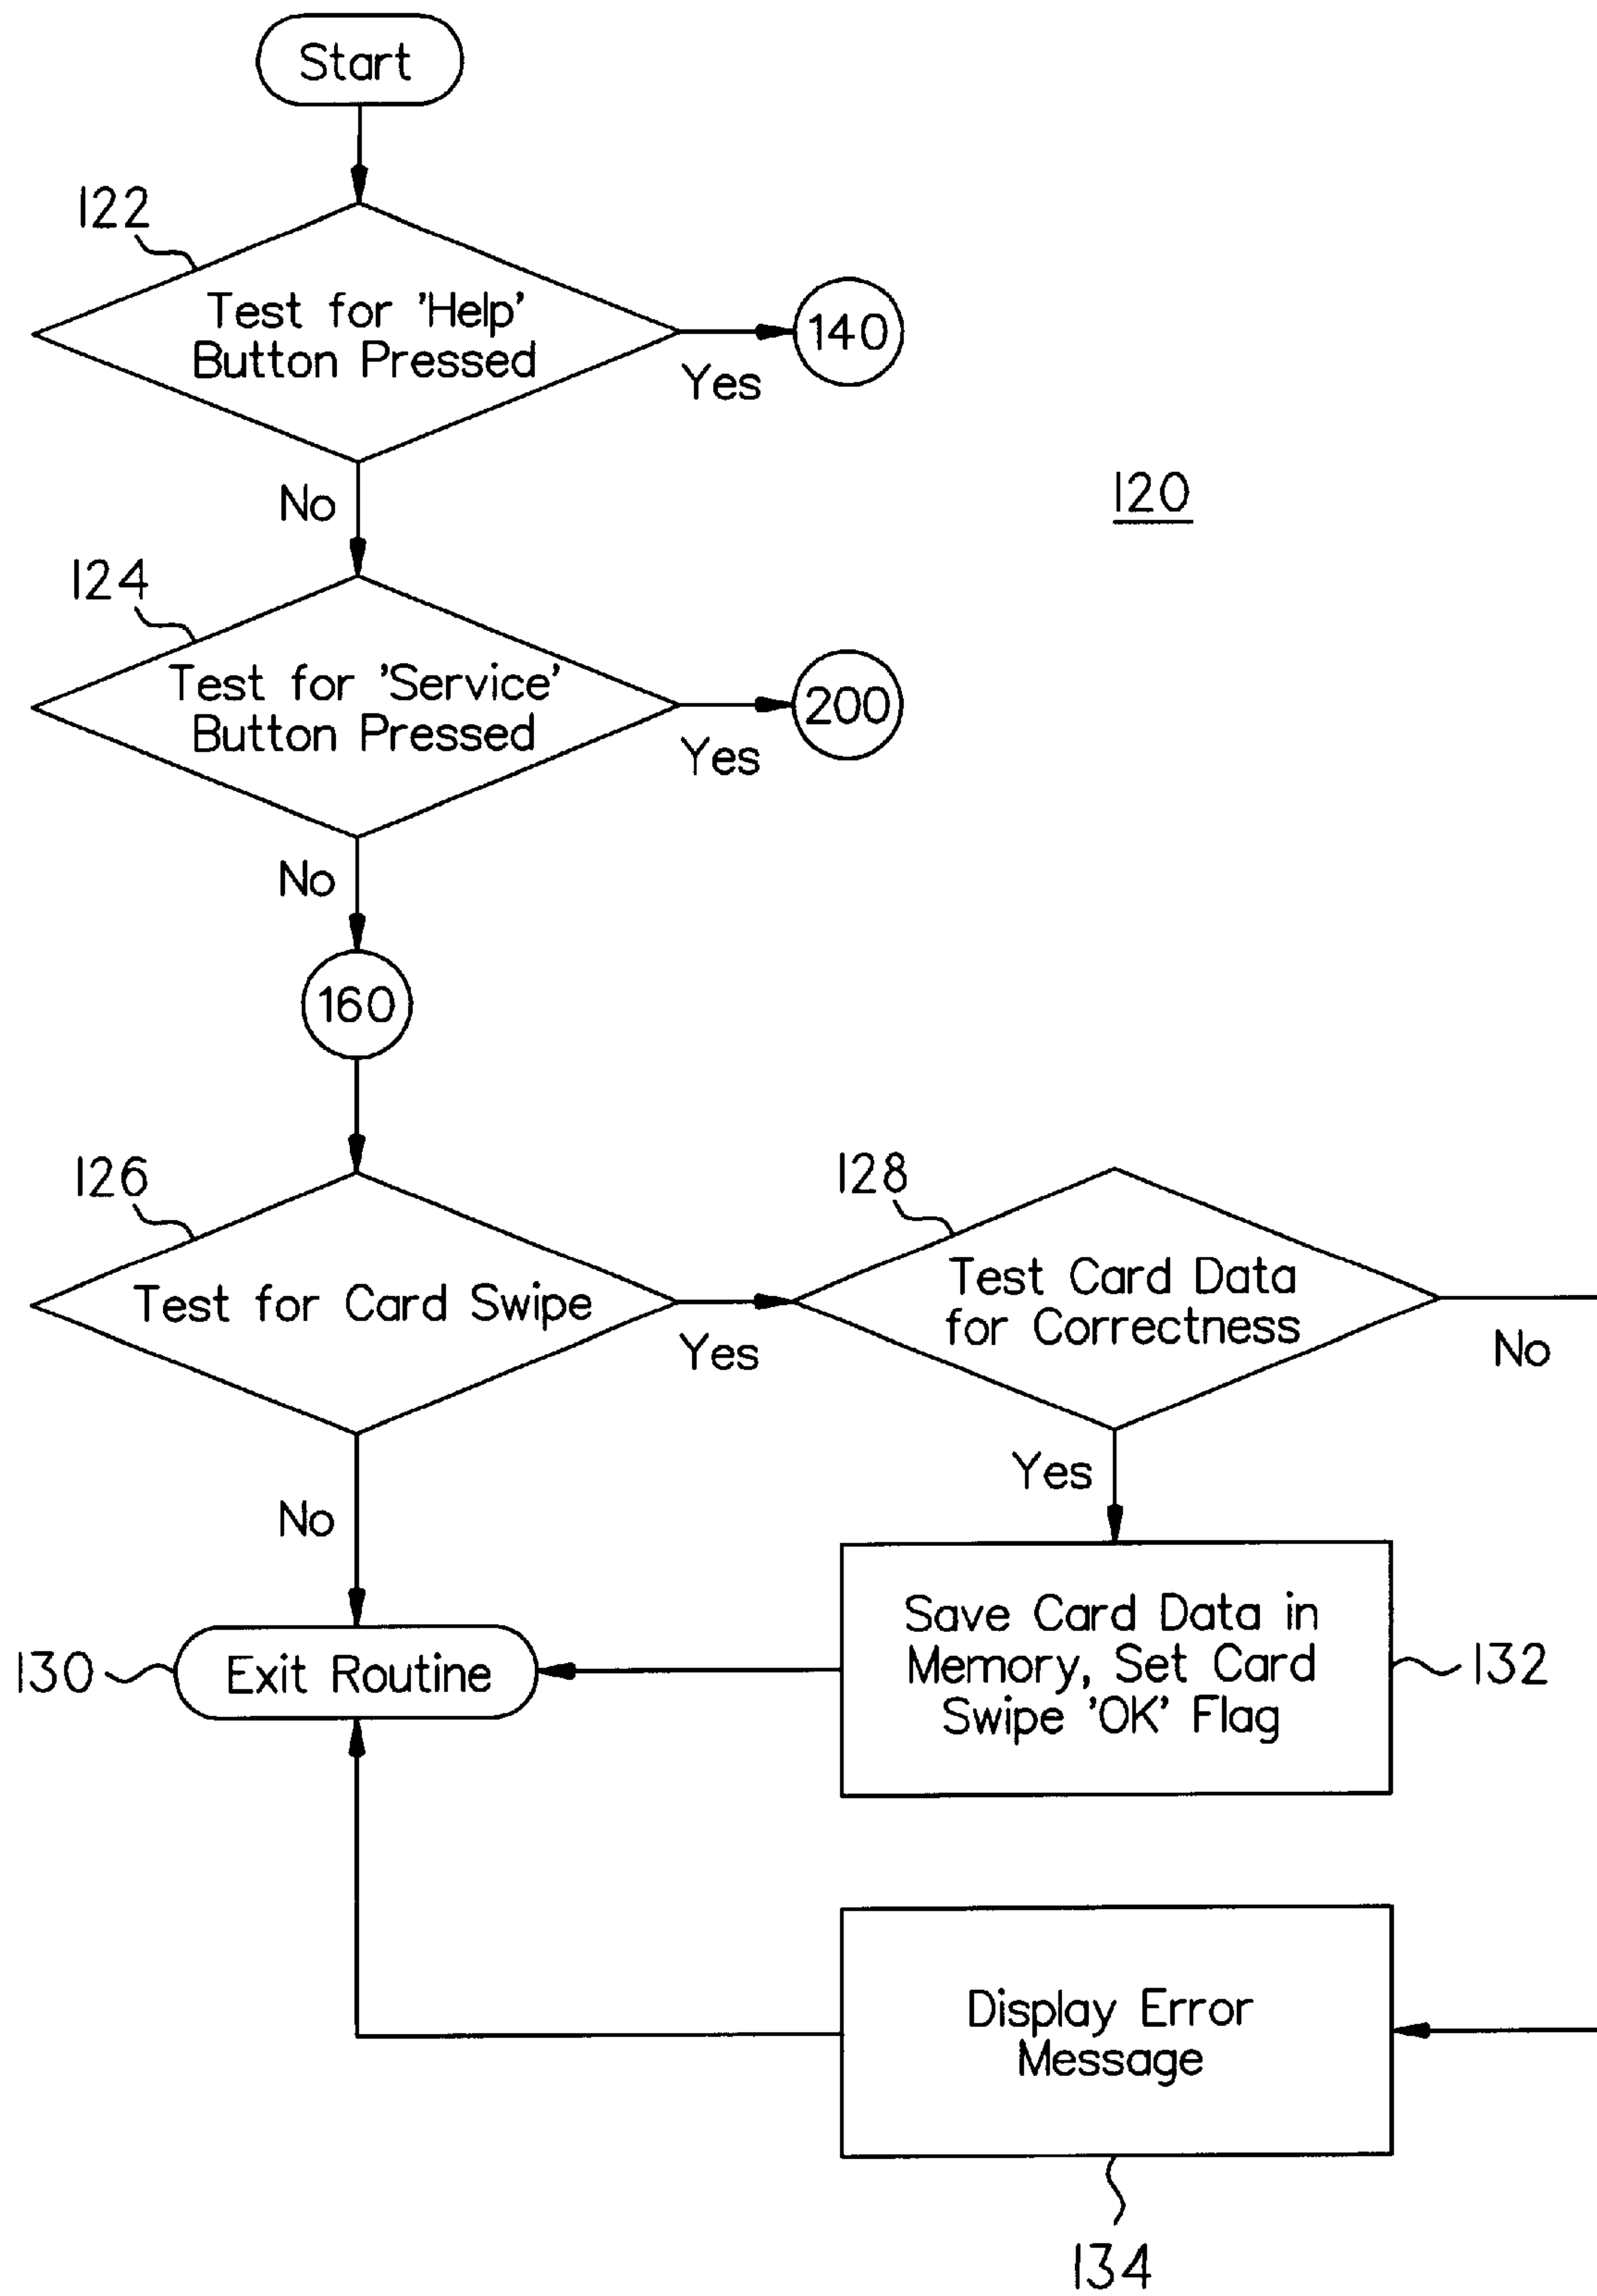 Start
122
Test for 'Help'
Button Pressed
Yes
140
No
120
124
Test for 'Service'
Button Pressed
Yes
200
No
160
126
Test for Card Swipe
Yes
128
Test Card Data
for Correctness
No
Yes
No
130
Exit Routine
Save Card Data in
Memory, Set Card
Swipe 'OK' Flag
132
Display Error
Message
134